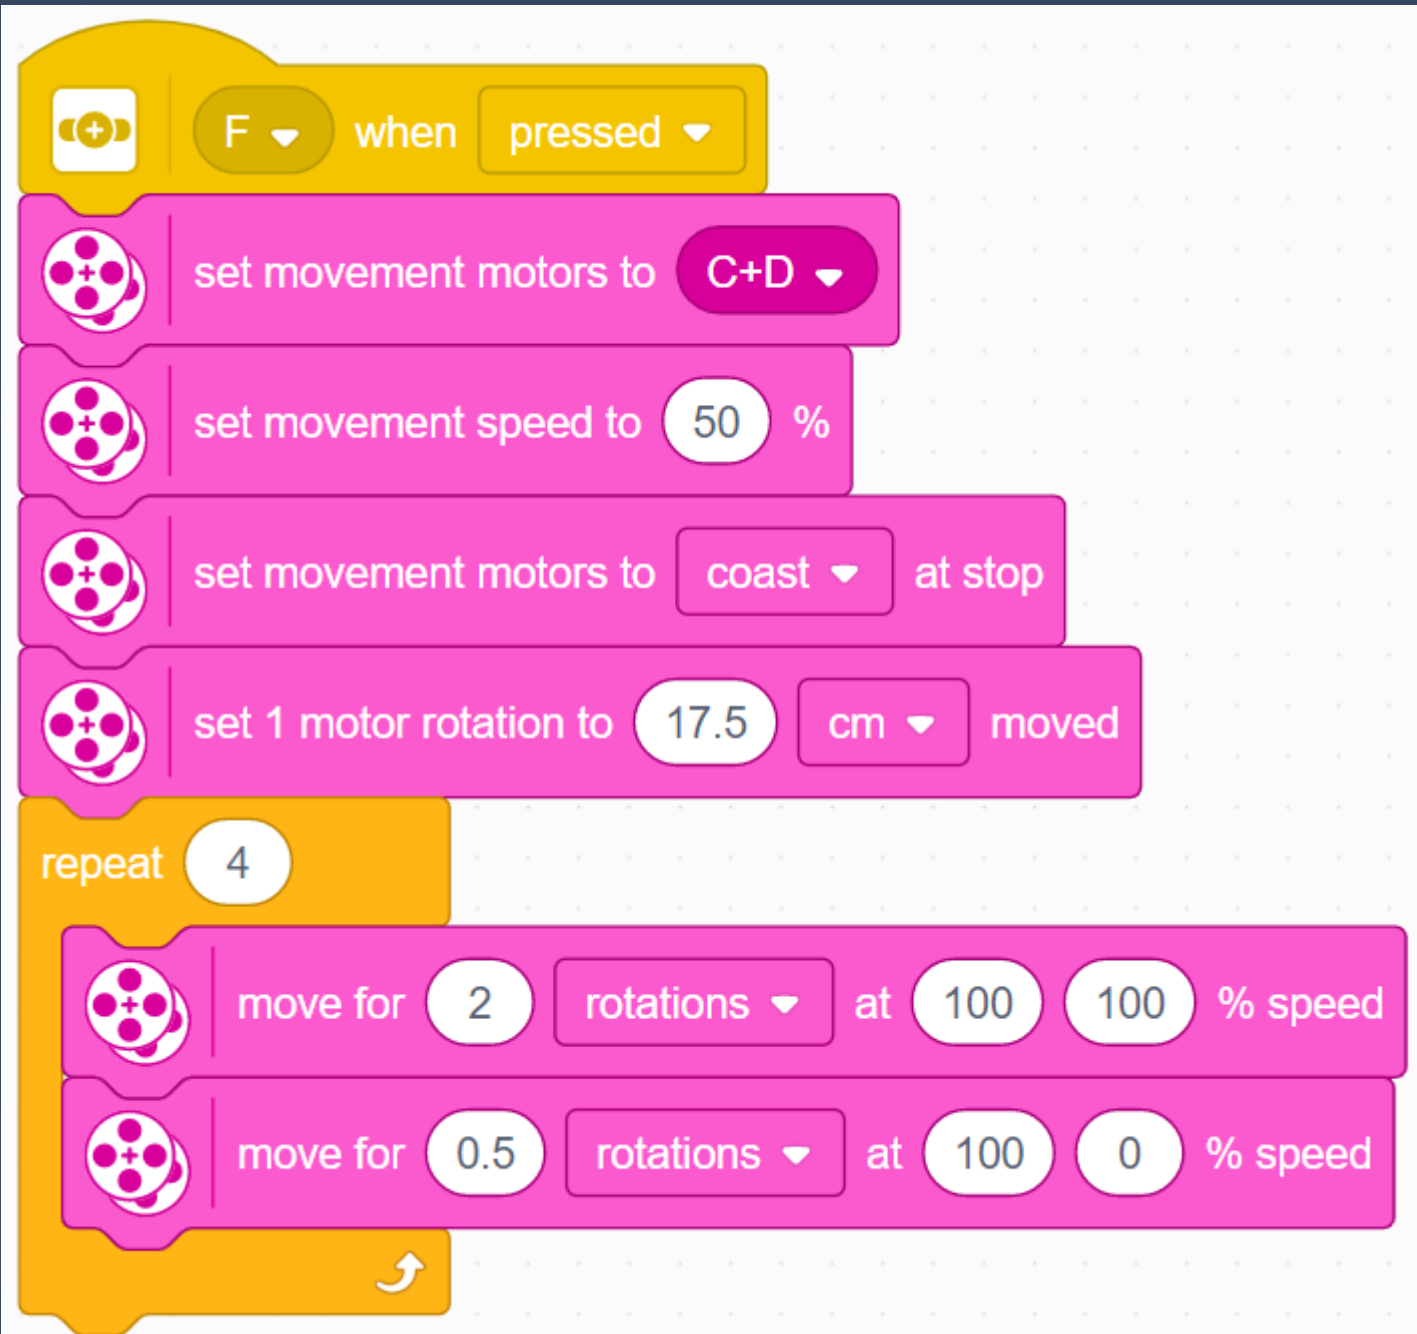 F when pressed
set movement motors to C+D
set movement speed to 50 %
set movement motors to coast at stop
set 1 motor rotation to 17.5 cm moved
repeat 4
move for 2 rotations at 100 100 % speed
move for 0.5 rotations at 100 0 % speed